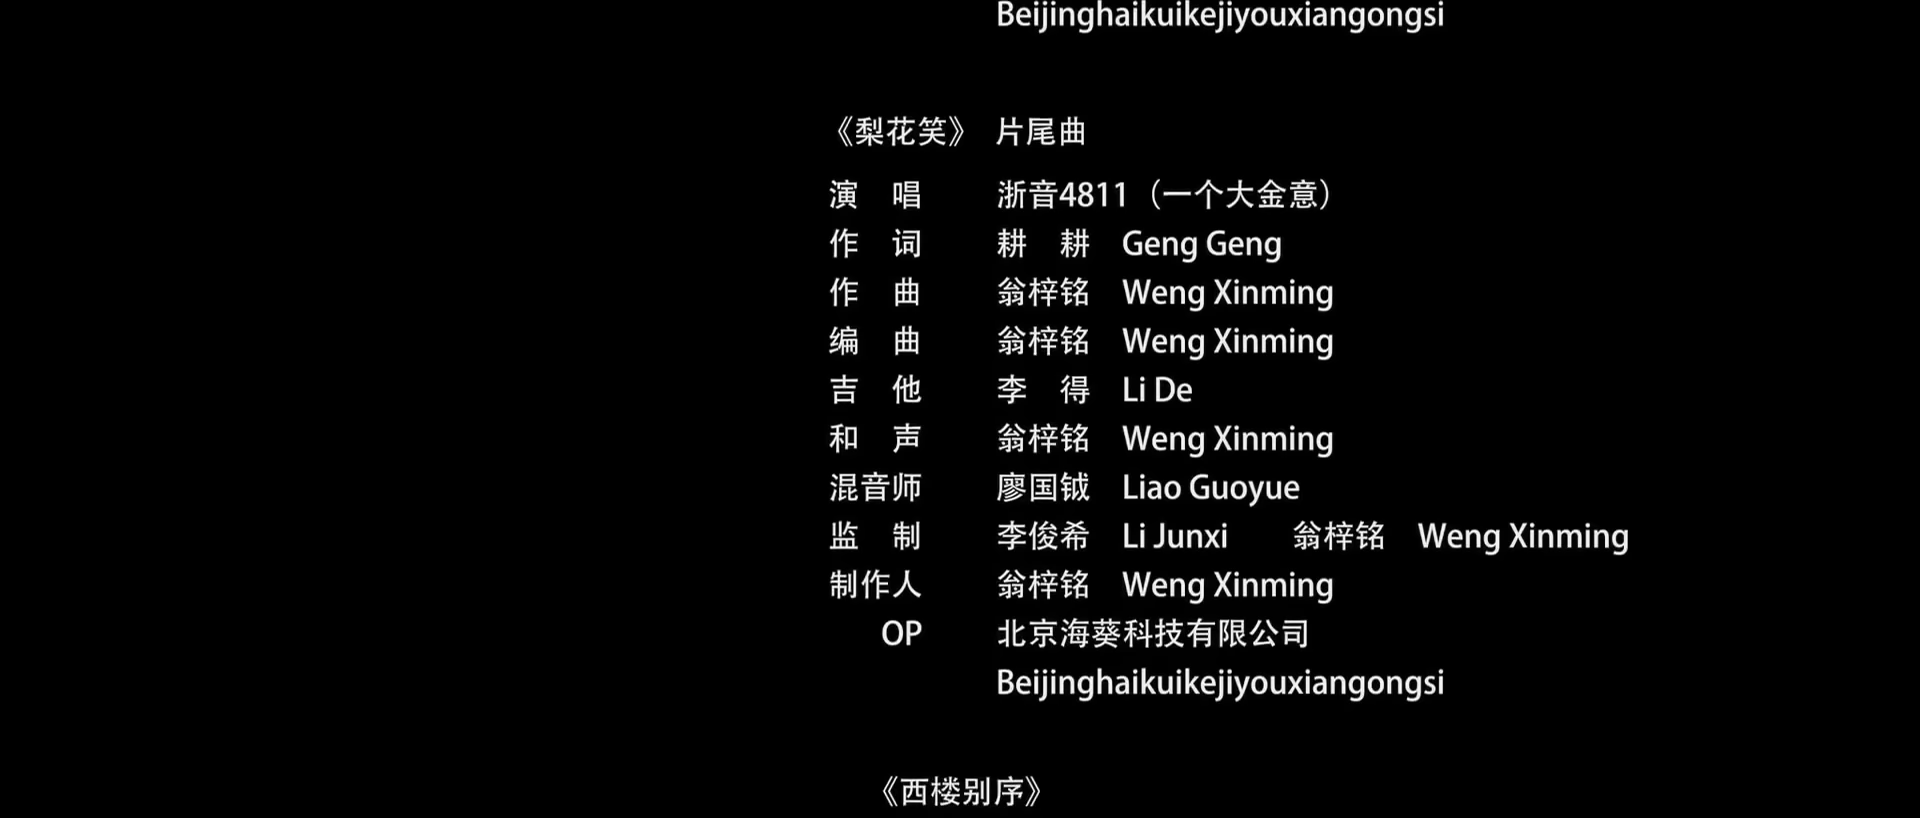 Beijinghaikuikejiyouxiangongsi
《梨花笑》 片尾曲
演 唱 浙音4811（一个大金意）
作 词 耕 耕 Geng Geng
作 曲 翁梓铭 Weng Xinming
编 曲 翁梓铭 Weng Xinming
吉 他 李 得 Li De
和 声 翁梓铭 Weng Xinming
混音师 廖国钺 Liao Guoyue
监 制 李俊希 Li Junxi 翁梓铭 Weng Xinming
制作人 翁梓铭 Weng Xinming
OP 北京海葵科技有限公司
Beijinghaikuikejiyouxiangongsi
《西楼别序》